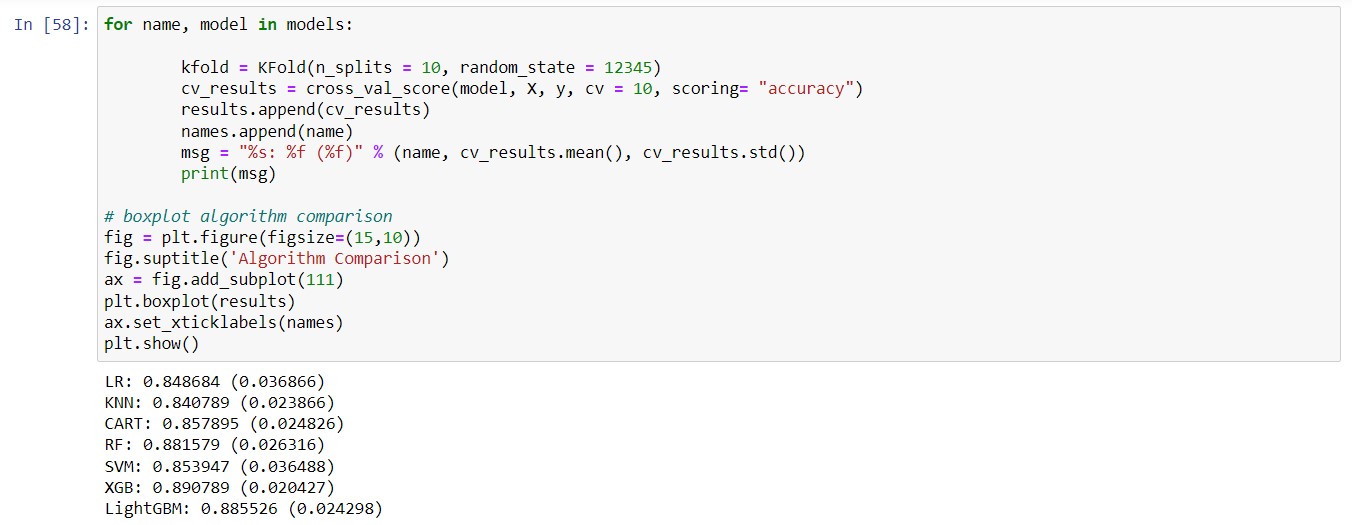 In [58]: for name, model in models:
kfold = KFold(n_splits = 10, random_state = 12345)
cv_results = cross_val_score(model, X, y, cv = 10, scoring= "accuracy")
results.append(cv_results)
names.append(name)
msg = "%s: %f (%f)" % (name, cv_results.mean(), cv_results.std())
print(msg)
# boxplot algorithm comparison
fig = plt.figure(figsize=(15,10))
fig.suptitle('Algorithm Comparison')
ax = fig.add_subplot(111)
plt.boxplot(results)
ax.set_xticklabels(names)
plt.show()
LR: 0.848684 (0.036866)
KNN: 0.840789 (0.023866)
CART: 0.857895 (0.024826)
RF: 0.881579 (0.026316)
SVM: 0.853947 (0.036488)
XGB: 0.890789 (0.020427)
LightGBM: 0.885526 (0.024298)